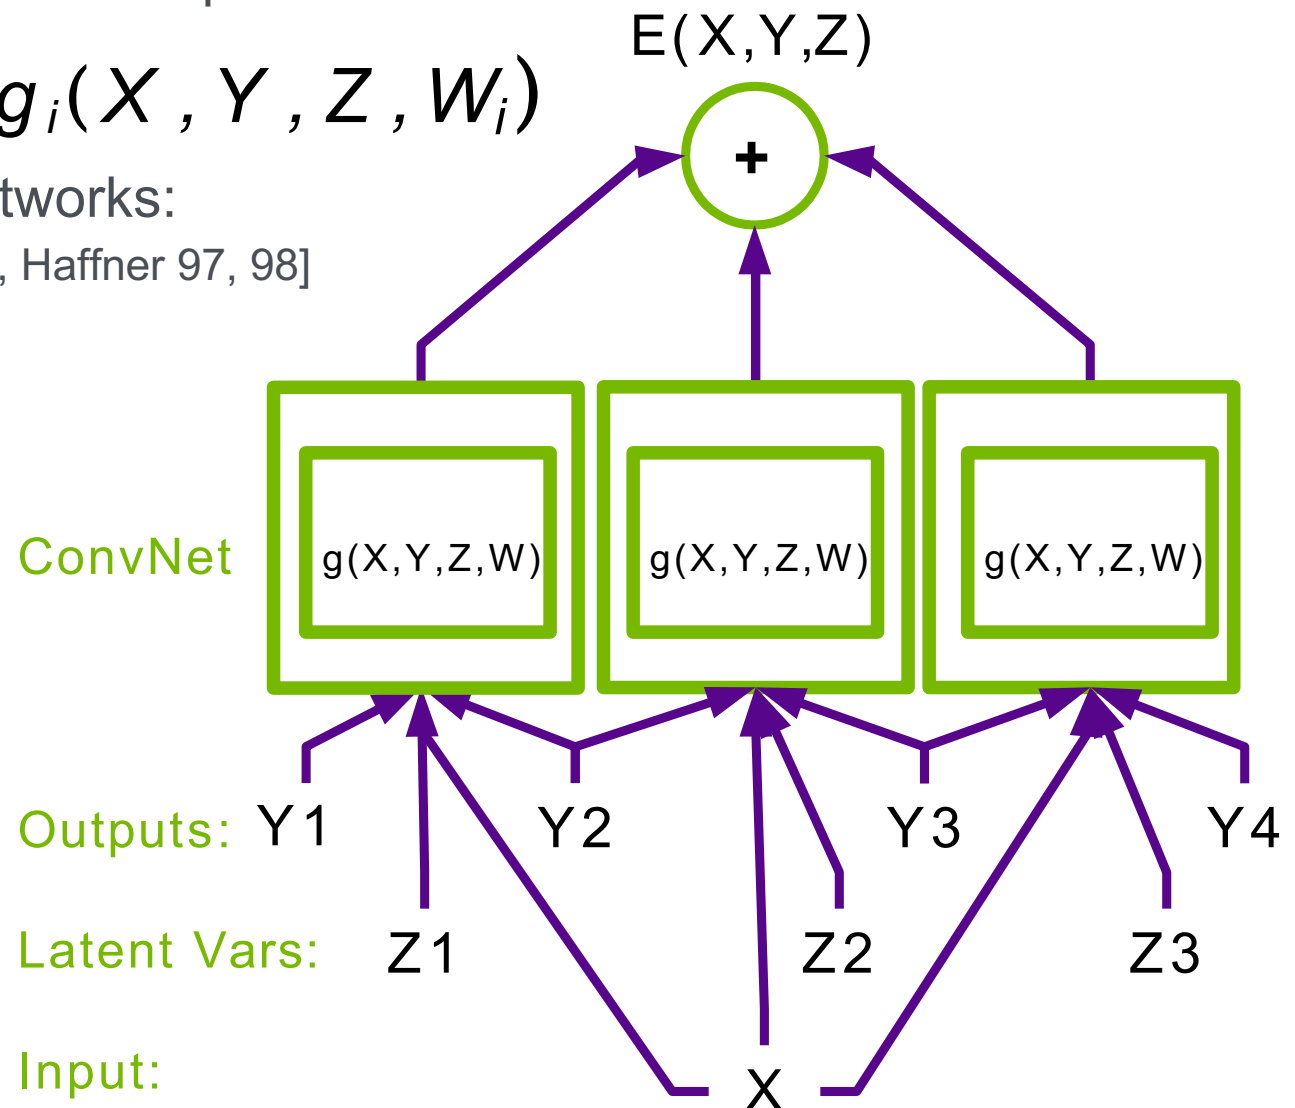 E(X,Y,Z)
g i ( X , Y , Z , W i )
tworks:
, Haffner 97, 98]
+
ConvNet
g(X,Y,Z,W)
g(X,Y,Z,W)
g(X,Y,Z,W)
Outputs: Y1 Y2 Y3 Y4
Latent Vars: Z1 Z2 Z3
Input: X